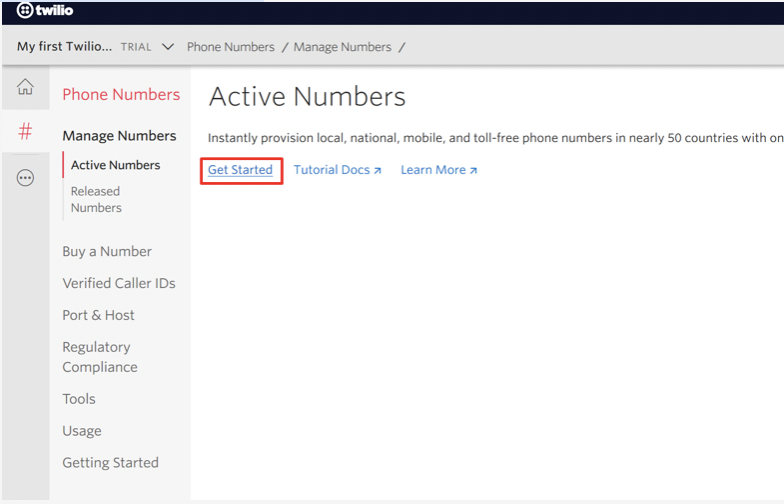 twilio
My first Twilio... TRIAL Phone Numbers / Manage Numbers /
Phone Numbers
Manage Numbers
Active Numbers
Released
Numbers
Buy a Number
Verified Caller IDs
Port & Host
Regulatory
Compliance
Tools
Usage
Getting Started
Active Numbers
Instantly provision local, national, mobile, and toll-free phone numbers in nearly 50 countries with on
Get Started Tutorial Docs Learn More